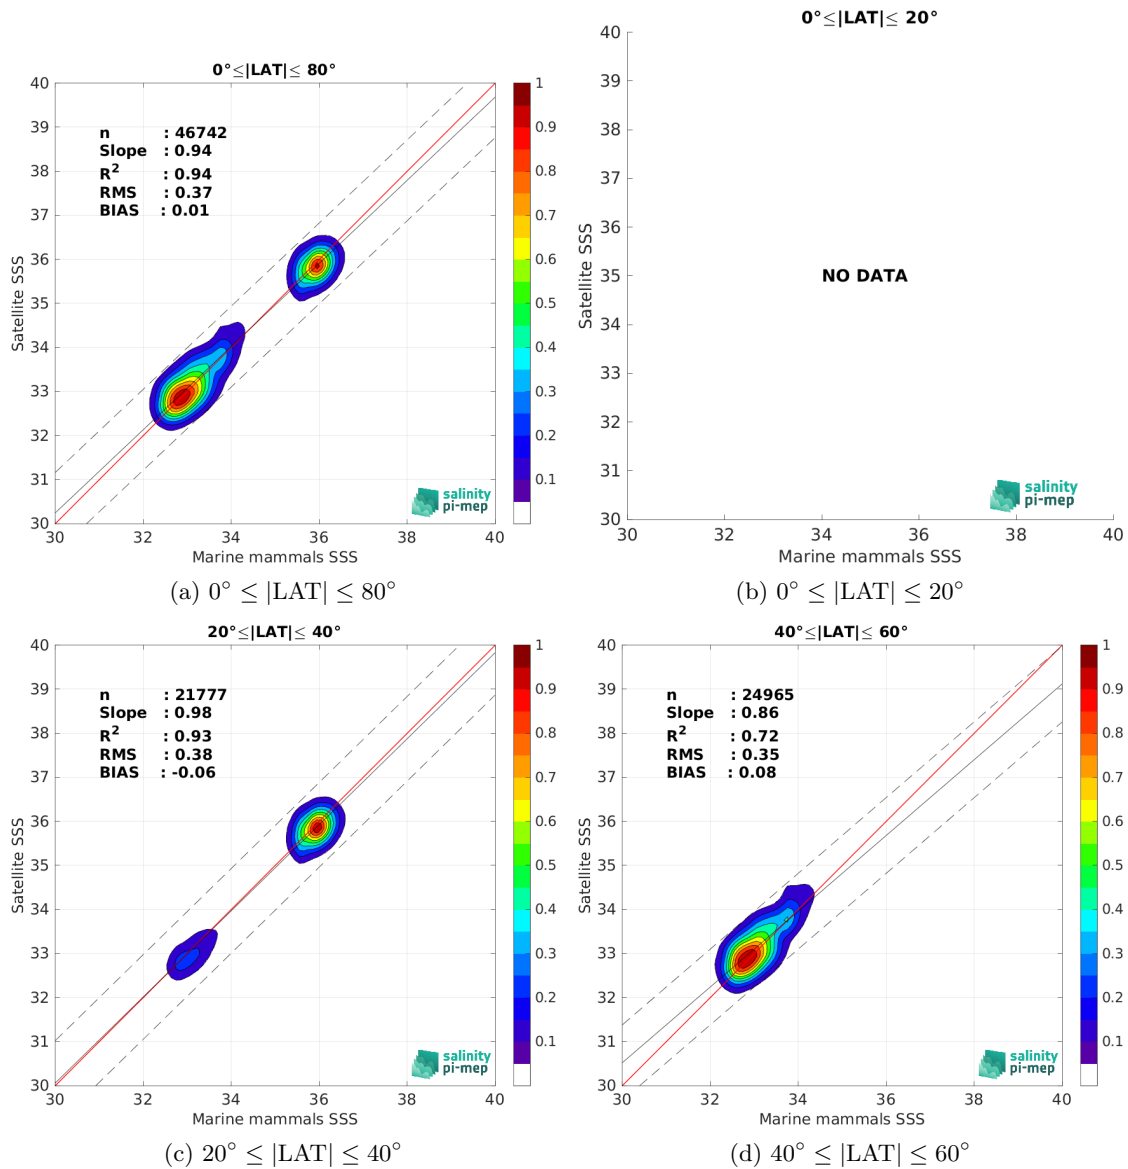 0°≤|LAT|≤ 80°
40
39
38
37
36
35
34
33
32
31
30
Satellite SSS
n : 46742
Slope : 0.94
R² : 0.94
RMS : 0.37
BIAS : 0.01
salinity
pi-mep
30 32 34 36 38 40
Marine mammals SSS
1
0.9
0.8
0.7
0.6
0.5
0.4
0.3
0.2
0.1
(a) 0° ≤ |LAT| ≤ 80°
0°≤|LAT|≤ 20°
40
39
38
37
36
35
34
33
32
31
30
Satellite SSS
NO DATA
salinity
pi-mep
30 32 34 36 38 40
Marine mammals SSS
(b) 0° ≤ |LAT| ≤ 20°
20°≤|LAT|≤ 40°
40
39
38
37
36
35
34
33
32
31
30
Satellite SSS
n : 21777
Slope : 0.98
R² : 0.93
RMS : 0.38
BIAS : -0.06
salinity
pi-mep
30 32 34 36 38 40
Marine mammals SSS
1
0.9
0.8
0.7
0.6
0.5
0.4
0.3
0.2
0.1
(c) 20° ≤ |LAT| ≤ 40°
40°≤|LAT|≤ 60°
40
39
38
37
36
35
34
33
32
31
30
Satellite SSS
n : 24965
Slope : 0.86
R² : 0.72
RMS : 0.35
BIAS : 0.08
salinity
pi-mep
30 32 34 36 38 40
Marine mammals SSS
1
0.9
0.8
0.7
0.6
0.5
0.4
0.3
0.2
0.1
(d) 40° ≤ |LAT| ≤ 60°